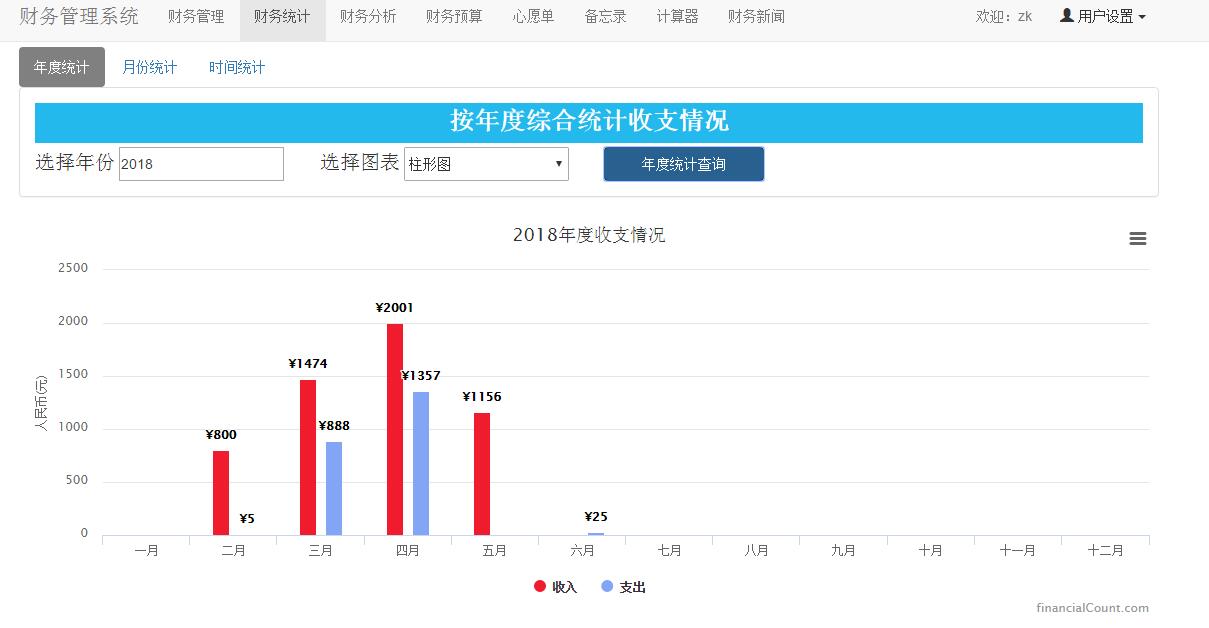 财务管理系统 财务管理 财务统计 财务分析 财务预算 心愿单 备忘录 计算器 财务新闻 欢迎：zk 用户设置
年度统计 月份统计 时间统计
按年度综合统计收支情况
选择年份 2018 选择图表 柱形图 年度统计查询
2018年度收支情况
人民币(元)
2500
2000
1500
1000
500
0
¥800
¥5
¥1474
¥888
¥2001
¥1357
¥1156
¥25
一月 二月 三月 四月 五月 六月 七月 八月 九月 十月 十一月 十二月
收入 支出
financialCount.com